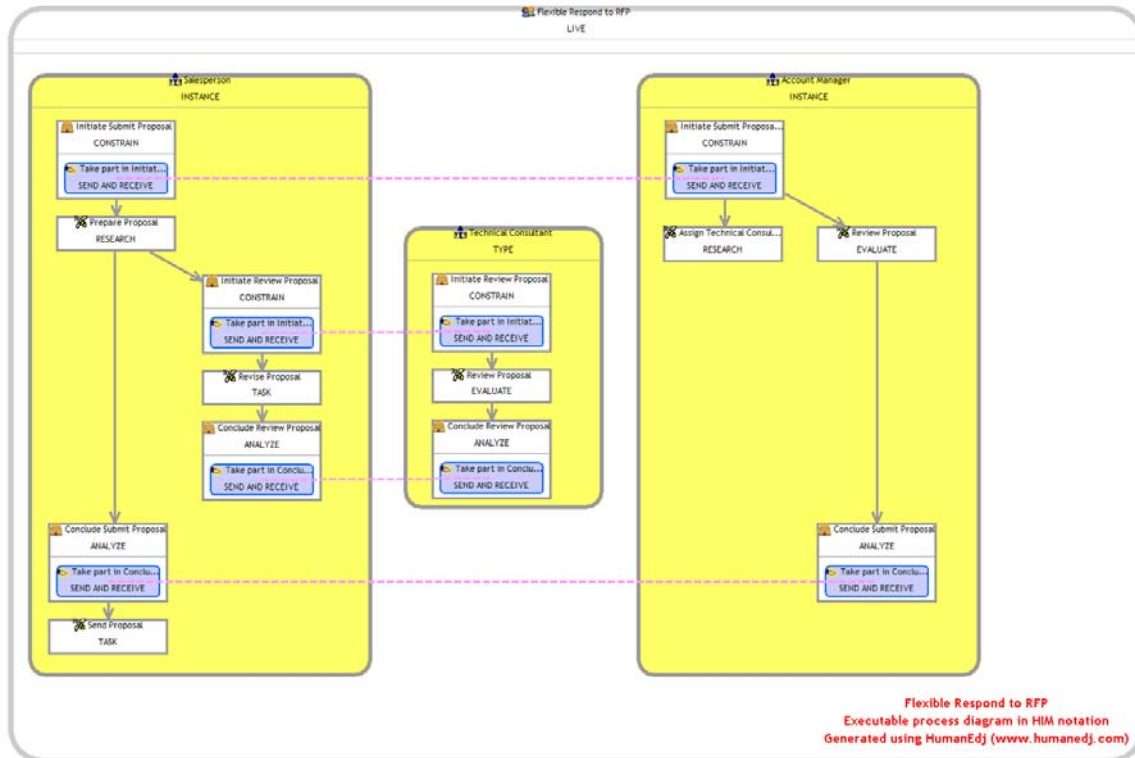 Flexible Respond to RFP
LIVE
Salesperson
INSTANCE
Initiate Submit Proposal
CONSTRAIN
Take part in Initiat...
SEND AND RECEIVE
Prepare Proposal
RESEARCH
Initiate Review Proposal
CONSTRAIN
Take part in Initiat...
SEND AND RECEIVE
Revise Proposal
TASK
Conclude Review Proposal
ANALYZE
Take part in Conclu...
SEND AND RECEIVE
Conclude Submit Proposal
ANALYZE
Take part in Conclu...
SEND AND RECEIVE
Send Proposal
TASK
Technical Consultant
TYPE
Initiate Review Proposal
CONSTRAIN
Take part in Initiat...
SEND AND RECEIVE
Review Proposal
EVALUATE
Conclude Review Proposal
ANALYZE
Take part in Conclu...
SEND AND RECEIVE
Account Manager
INSTANCE
Initiate Submit Proposa...
CONSTRAIN
Take part in Initiat...
SEND AND RECEIVE
Assign Technical Consul...
RESEARCH
Review Proposal
EVALUATE
Conclude Submit Proposal
ANALYZE
Take part in Conclu...
SEND AND RECEIVE
Flexible Respond to RFP
Executable process diagram in HIM notation
Generated using HumanEdj (www.humanedj.com)